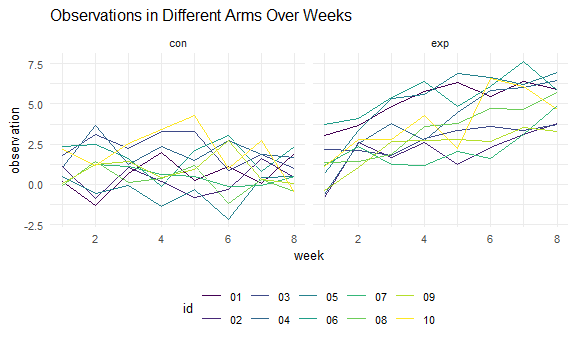 Observations in Different Arms Over Weeks
con exp
7.5
5.0
2.5
0.0
-2.5
observation
2 4 6 8 2 4 6 8
week
id 01 03 05 07 09
02 04 06 08 10